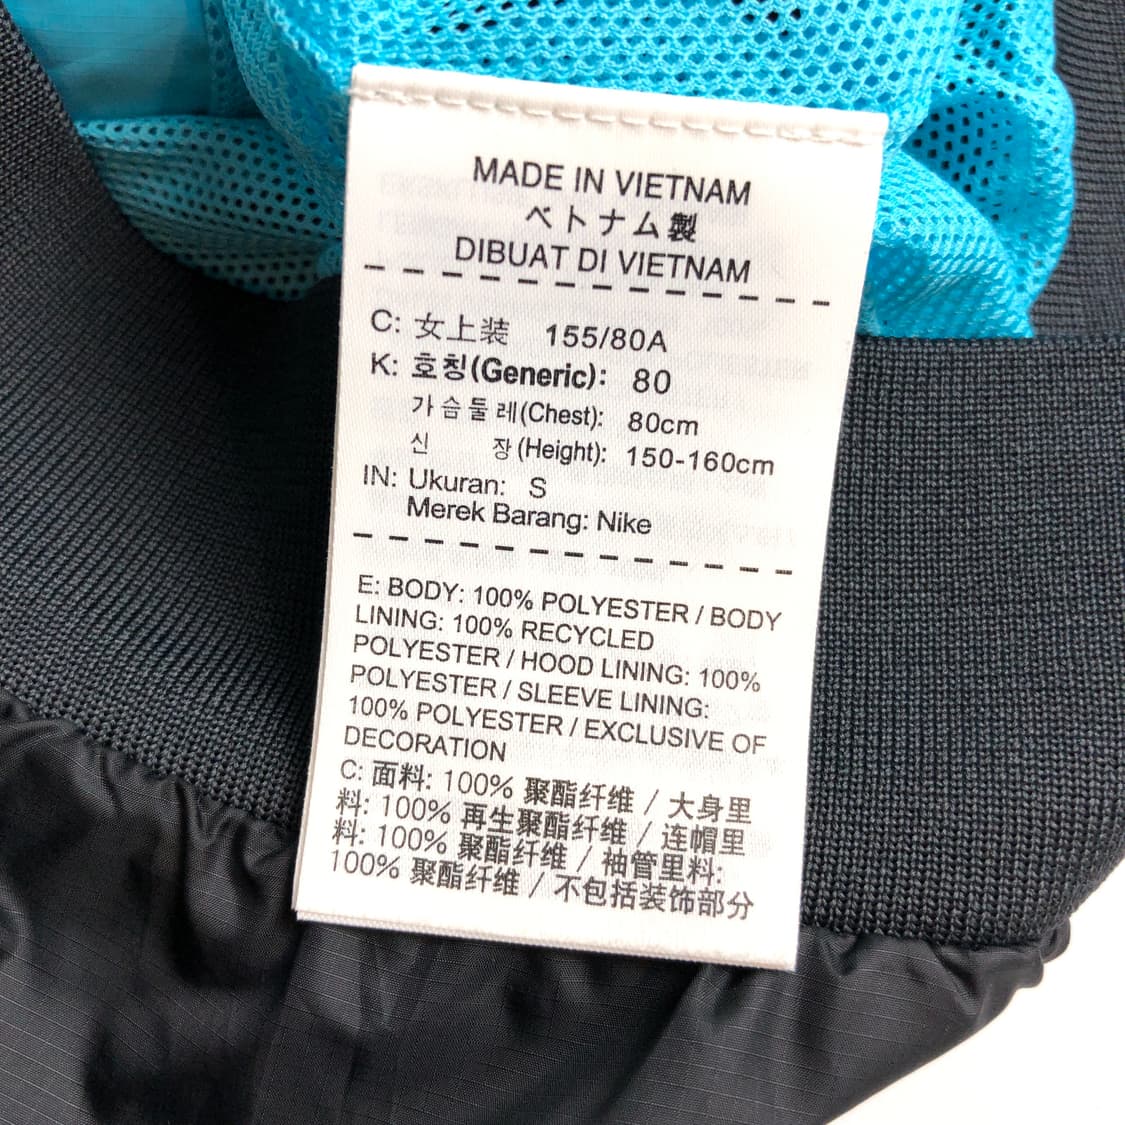 MADE IN VIETNAM
ベトナム製
DIBUAT DI VIETNAM
C: 女上装 155/80A
K: 호칭(Generic): 80
가슴둘레(Chest): 80cm
신 장(Height): 150-160cm
IN: Ukuran: S
Merek Barang: Nike
E: BODY: 100% POLYESTER / BODY
LINING: 100% RECYCLED
POLYESTER / HOOD LINING: 100%
POLYESTER / SLEEVE LINING:
100% POLYESTER / EXCLUSIVE OF
DECORATION
C: 面料: 100% 聚酯纤维 / 大身里
料: 100% 再生聚酯纤维 / 连帽里
料: 100% 聚酯纤维 / 袖管里料:
100% 聚酯纤维 / 不包括装饰部分